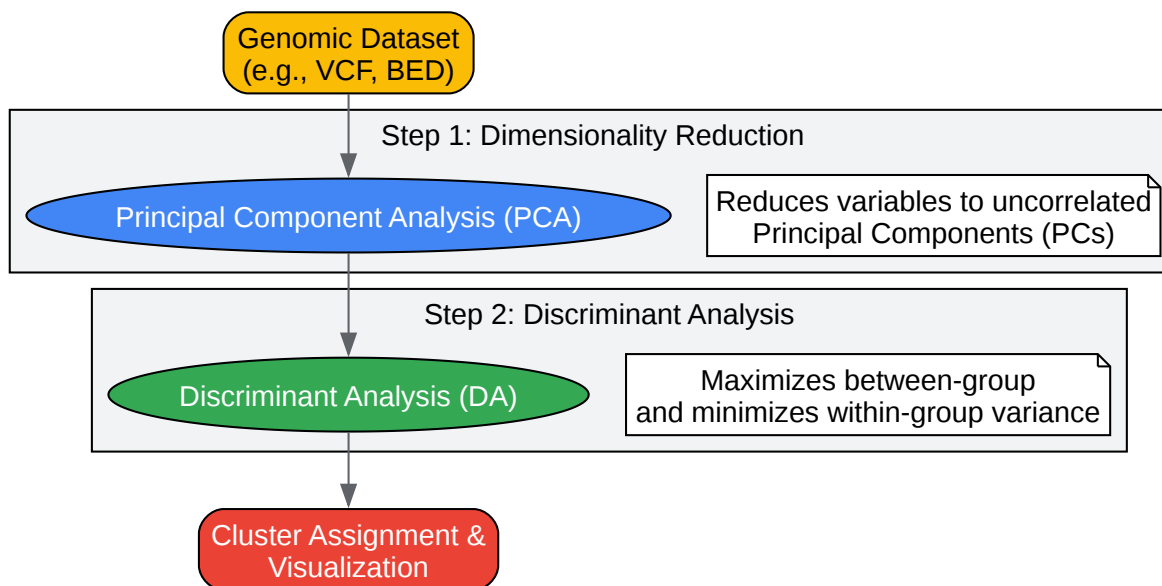 Genomic Dataset
(e.g., VCF, BED)
Step 1: Dimensionality Reduction
Principal Component Analysis (PCA)
Reduces variables to uncorrelated
Principal Components (PCs)
Step 2: Discriminant Analysis
Discriminant Analysis (DA)
Maximizes between-group
and minimizes within-group variance
Cluster Assignment &
Visualization